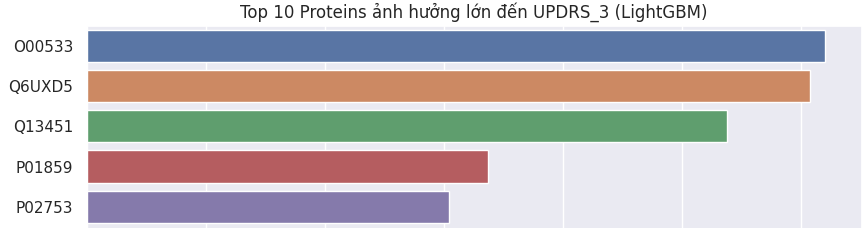 Top 10 Proteins ảnh hưởng lớn đến UPDRS_3 (LightGBM)
O00533
Q6UXD5
Q13451
P01859
P02753